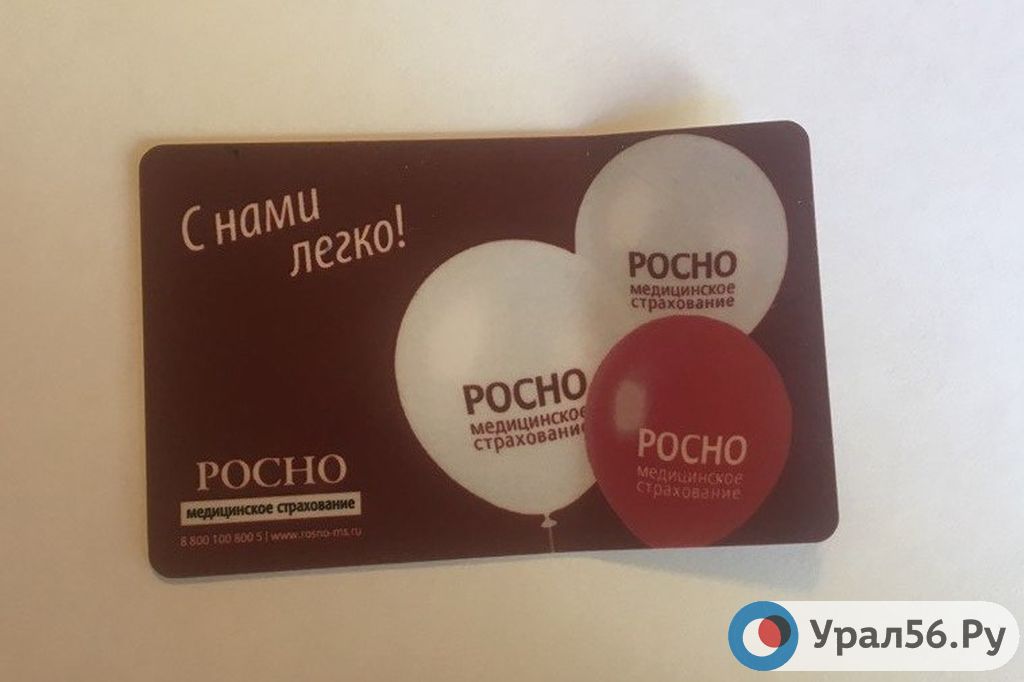 С нами
легко!
РОСНО
медицинское
страхование
РОСНО
медицинское
страхование
РОСНО
медицинское
страхование
РОСНО
медицинское страхование
8 800 100 800 5 | www.rosno-ms.ru
Урал56.Ру